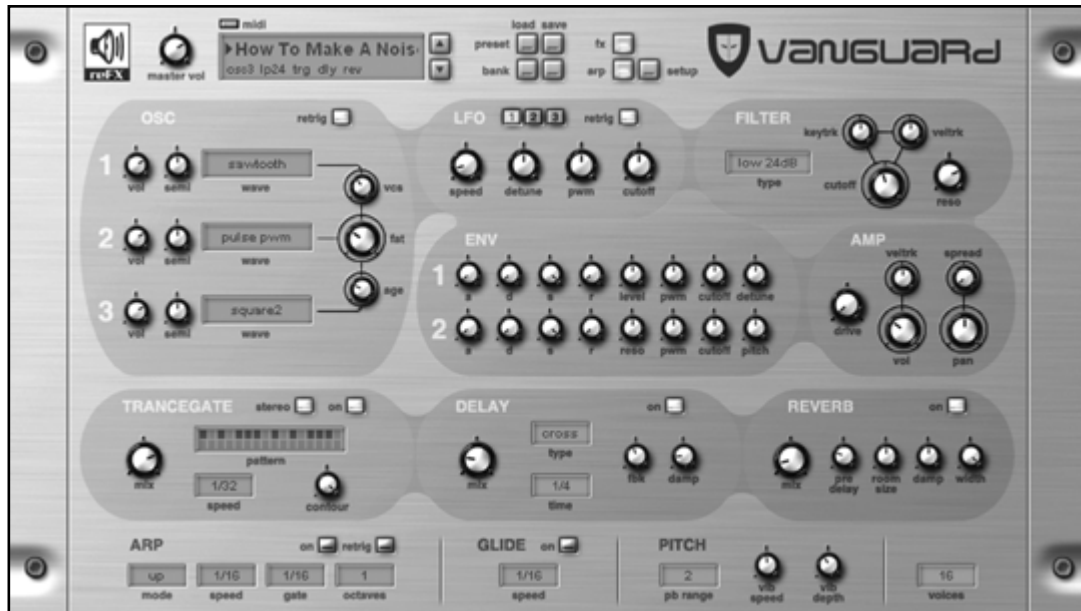 reFX
master vol
midi
How To Make A Nois
osc3 lp24 trg dly rev
load save
preset
bank
fx
arp
setup
VANGUARD
OSC
retrig
1
vol
semi
sawtooth
wave
vcs
2
vol
semi
pulse pwm
wave
fat
3
vol
semi
square2
wave
age
LFO
1 2 3
retrig
speed
detune
pwm
cutoff
FILTER
keytrk
veltrk
low 24dB
type
cutoff
reso
ENV
1
a d s r level pwm cutoff detune
2
a d s r reso pwm cutoff pitch
AMP
veltrk
spread
drive
vol
pan
TRANCEGATE
stereo
on
mix
pattern
1/32
speed
contour
DELAY
on
mix
cross
type
1/4
time
fbk
damp
REVERB
on
mix
pre delay
room size
damp
width
ARP
on
retrig
up
mode
1/16
speed
1/16
gate
1
octaves
GLIDE
on
1/16
speed
PITCH
2
pb range
vib speed
vib depth
16
voices